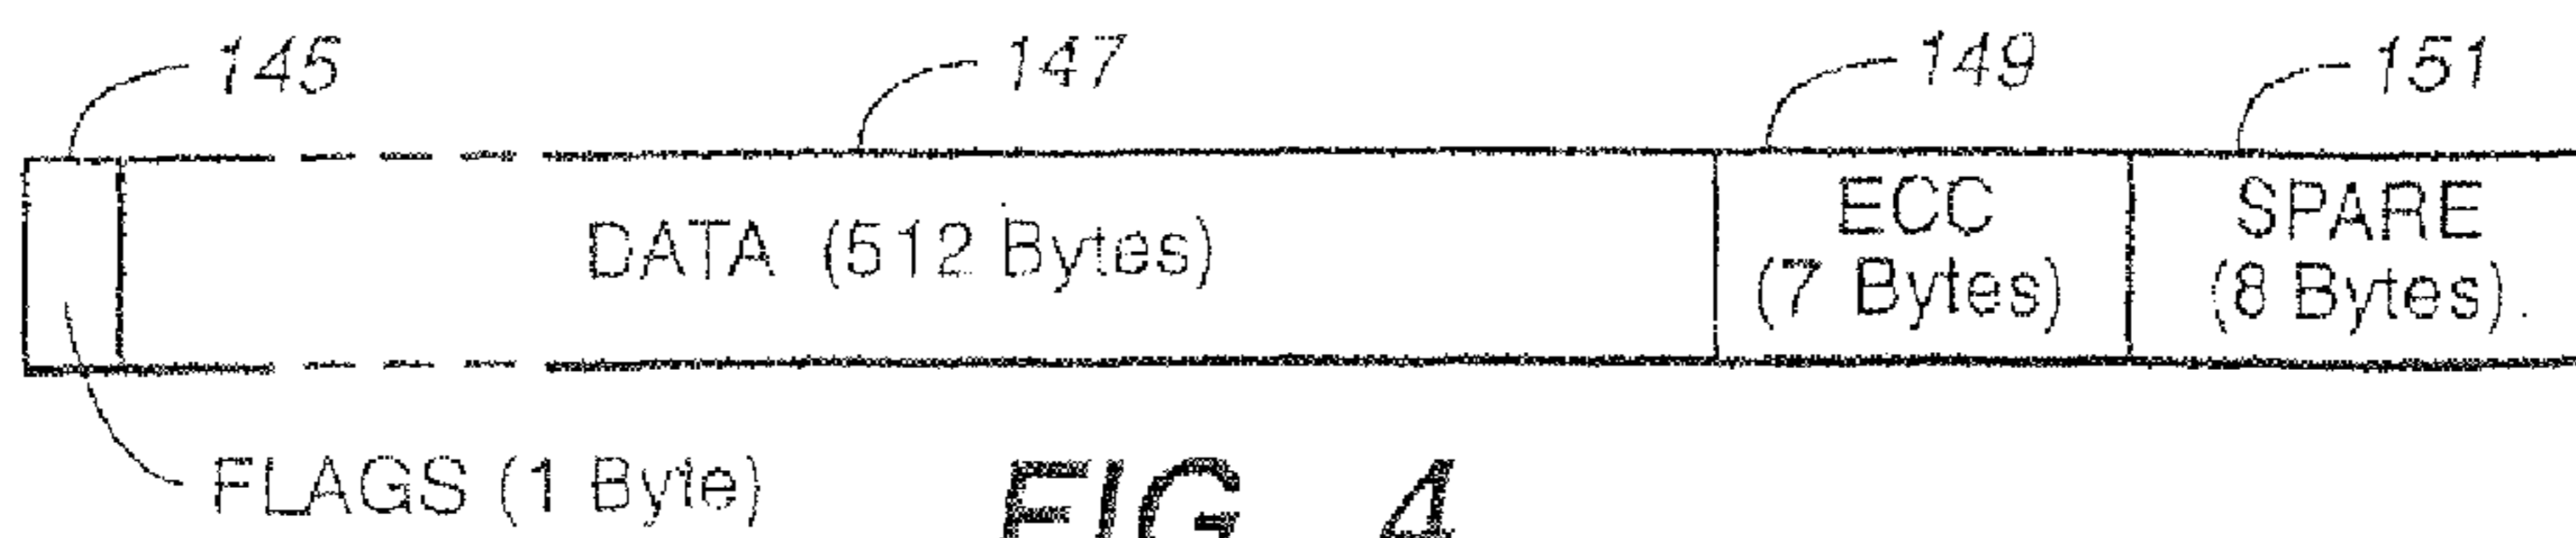 145 147 149 151
DATA (512 Bytes)
ECC
(7 Bytes)
SPARE
(8 Bytes)
FLAGS (1 Byte)
FIG. 4